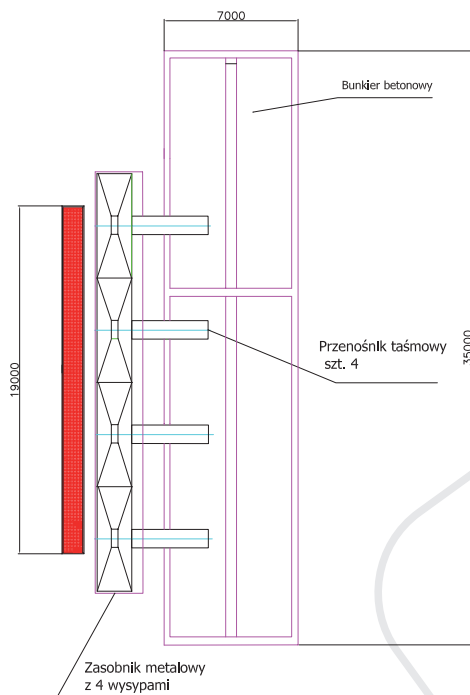 7000
Bunkier betonowy
Przenośnik taśmowy
szt. 4
35000
19000
Zasobnik metalowy
z 4 wysypami